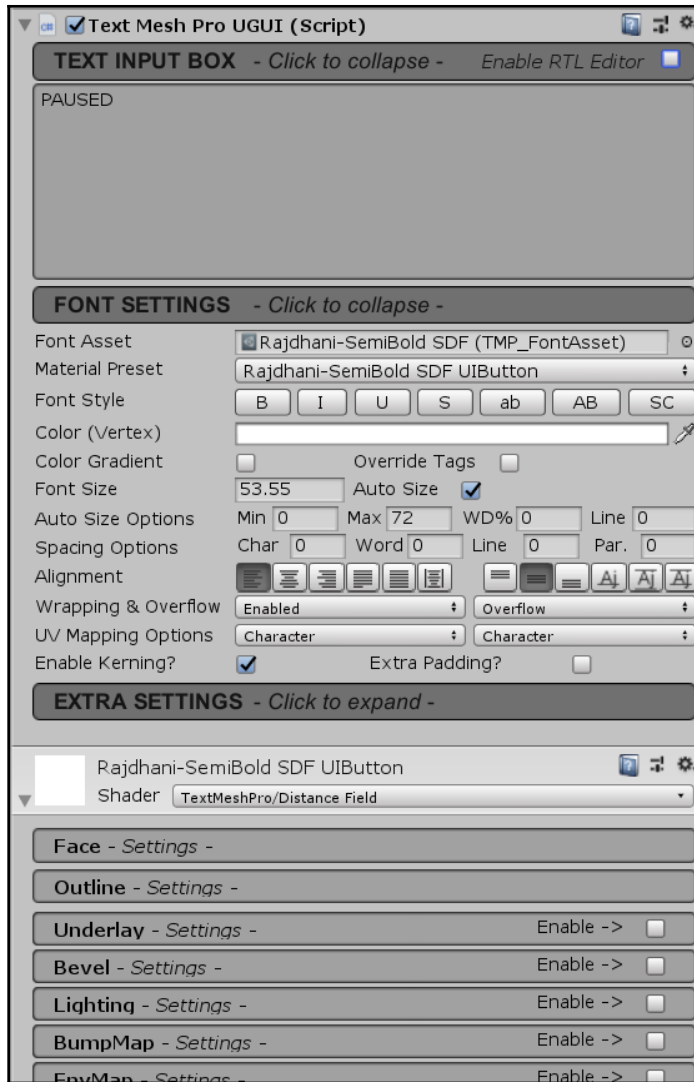 Text Mesh Pro UGUI (Script)
TEXT INPUT BOX - Click to collapse - Enable RTL Editor
PAUSED
FONT SETTINGS - Click to collapse -
Font Asset Rajdhani-SemiBold SDF (TMP_FontAsset)
Material Preset Rajdhani-SemiBold SDF UIButton
Font Style B I U S ab AB SC
Color (Vertex)
Color Gradient Override Tags
Font Size 53.55 Auto Size
Auto Size Options Min 0 Max 72 WD% 0 Line 0
Spacing Options Char 0 Word 0 Line 0 Par. 0
Alignment
Wrapping & Overflow Enabled Overflow
UV Mapping Options Character Character
Enable Kerning? Extra Padding?
EXTRA SETTINGS - Click to expand -
Rajdhani-SemiBold SDF UIButton
Shader TextMeshPro/Distance Field
Face - Settings -
Outline - Settings -
Underlay - Settings - Enable ->
Bevel - Settings - Enable ->
Lighting - Settings - Enable ->
BumpMap - Settings - Enable ->
EnvMap - Settings - Enable ->